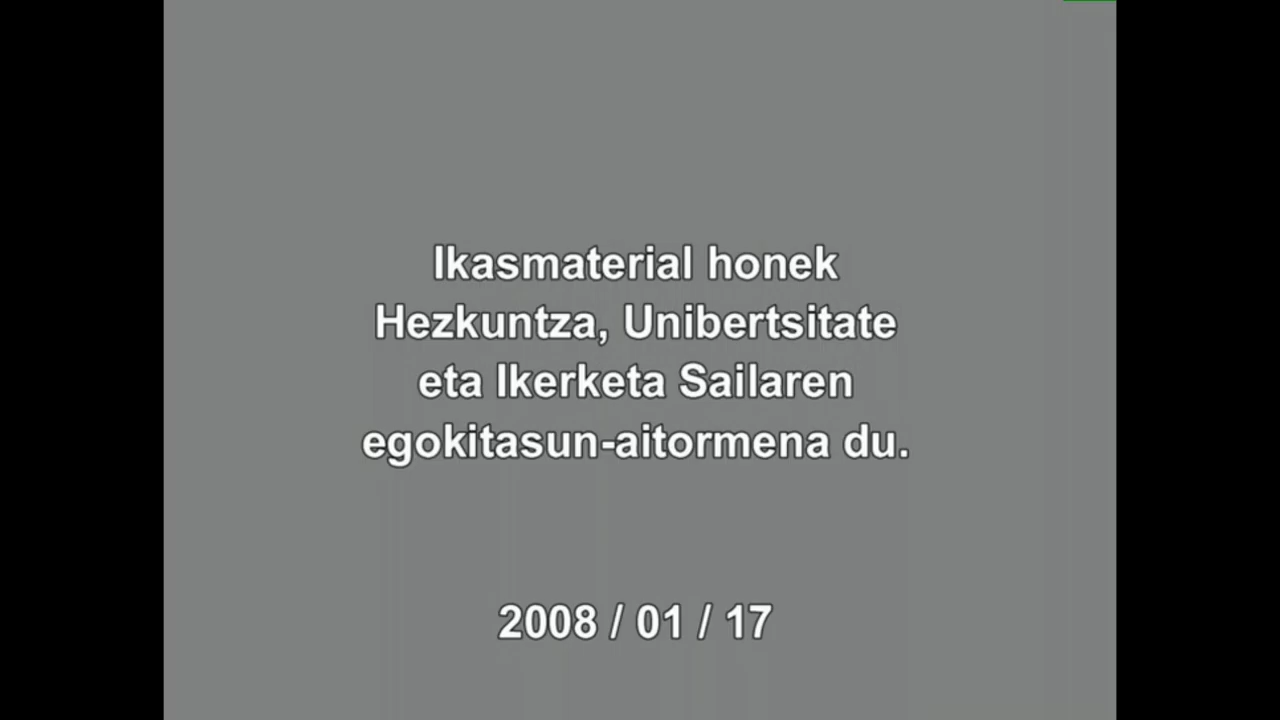 Ikasmaterial honek
Hezkuntza, Unibertsitate
eta Ikerketa Sailaren
egokitasun-aitormena du.
2008 / 01 / 17